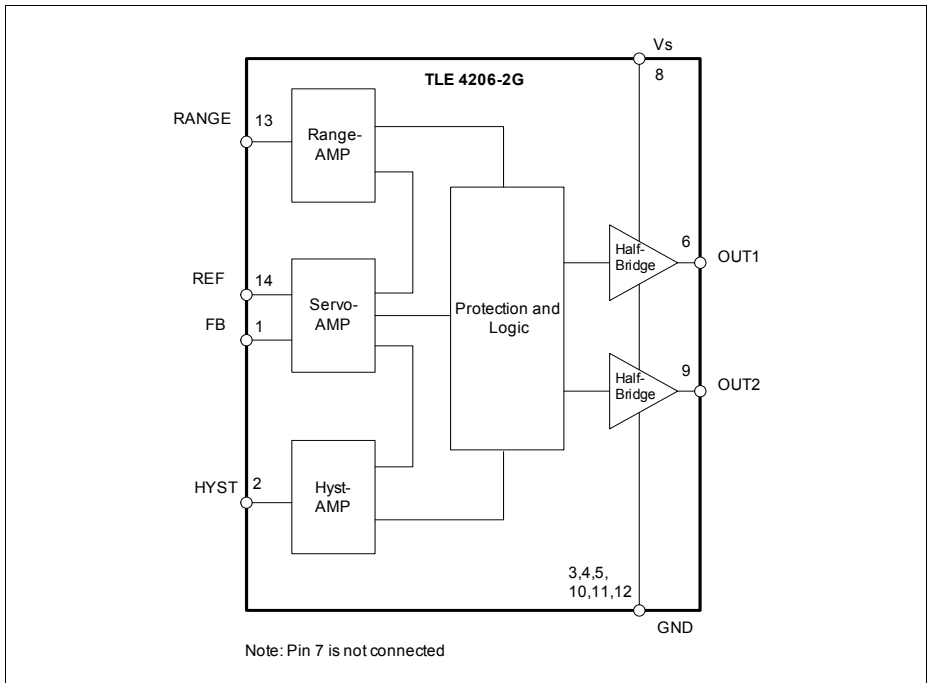 Vs
8
TLE 4206-2G
RANGE
13
Range-
AMP
REF
14
FB
1
Servo-
AMP
Protection and
Logic
Half-
Bridge
6
OUT1
Half-
Bridge
9
OUT2
HYST
2
Hyst-
AMP
3,4,5,
10,11,12
GND
Note: Pin 7 is not connected